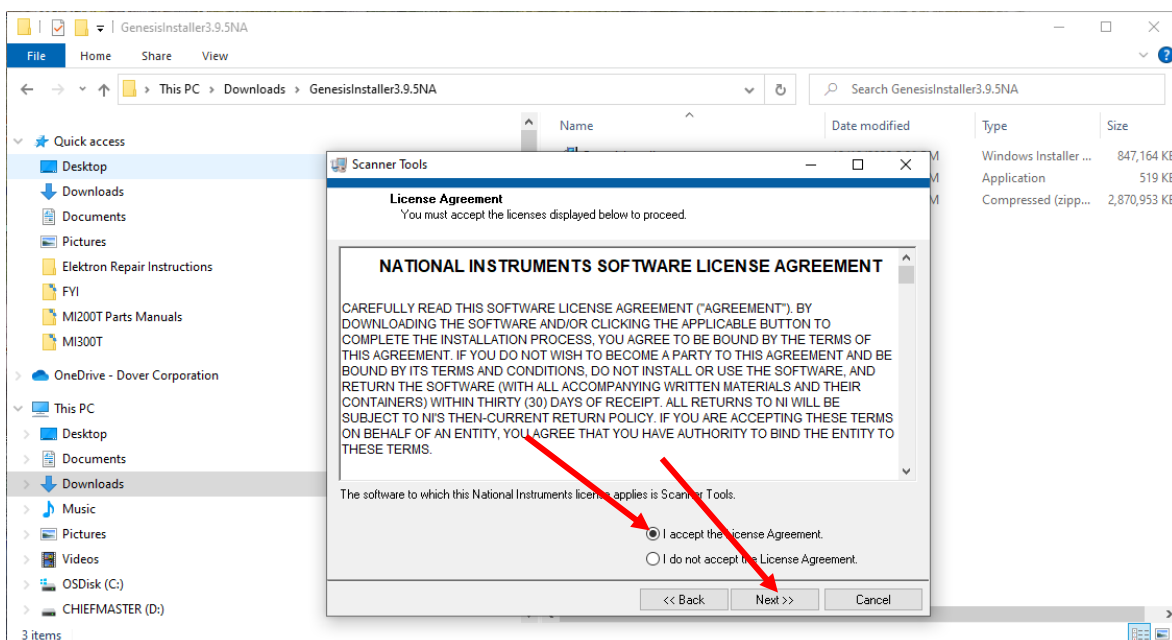 GenesisInstaller3.9.5NA
File Home Share View
This PC > Downloads > GenesisInstaller3.9.5NA
Search GenesisInstaller3.9.5NA
Name Date modified Type Size
Windows Installer ... 847,164 KB
M Application 519 KB
M Compressed (zipp... 2,870,953 KB
Quick access
Desktop
Downloads
Documents
Pictures
Elektron Repair Instructions
FYI
MI200T Parts Manuals
MI300T
OneDrive - Dover Corporation
This PC
Desktop
Documents
Downloads
Music
Pictures
Videos
OSDisk (C:)
CHIEFMASTER (D:)
3 items
Scanner Tools
License Agreement
You must accept the licenses displayed below to proceed.
NATIONAL INSTRUMENTS SOFTWARE LICENSE AGREEMENT
CAREFULLY READ THIS SOFTWARE LICENSE AGREEMENT ("AGREEMENT"). BY
DOWNLOADING THE SOFTWARE AND/OR CLICKING THE APPLICABLE BUTTON TO
COMPLETE THE INSTALLATION PROCESS, YOU AGREE TO BE BOUND BY THE TERMS OF
THIS AGREEMENT. IF YOU DO NOT WISH TO BECOME A PARTY TO THIS AGREEMENT AND BE
BOUND BY ITS TERMS AND CONDITIONS, DO NOT INSTALL OR USE THE SOFTWARE, AND
RETURN THE SOFTWARE (WITH ALL ACCOMPANYING WRITTEN MATERIALS AND THEIR
CONTAINERS) WITHIN THIRTY (30) DAYS OF RECEIPT. ALL RETURNS TO NI WILL BE
SUBJECT TO NI'S THEN-CURRENT RETURN POLICY. IF YOU ARE ACCEPTING THESE TERMS
ON BEHALF OF AN ENTITY, YOU AGREE THAT YOU HAVE AUTHORITY TO BIND THE ENTITY TO
THESE TERMS.
The software to which this National Instruments license applies is Scanner Tools.
I accept the License Agreement.
I do not accept the License Agreement.
<< Back Next >> Cancel